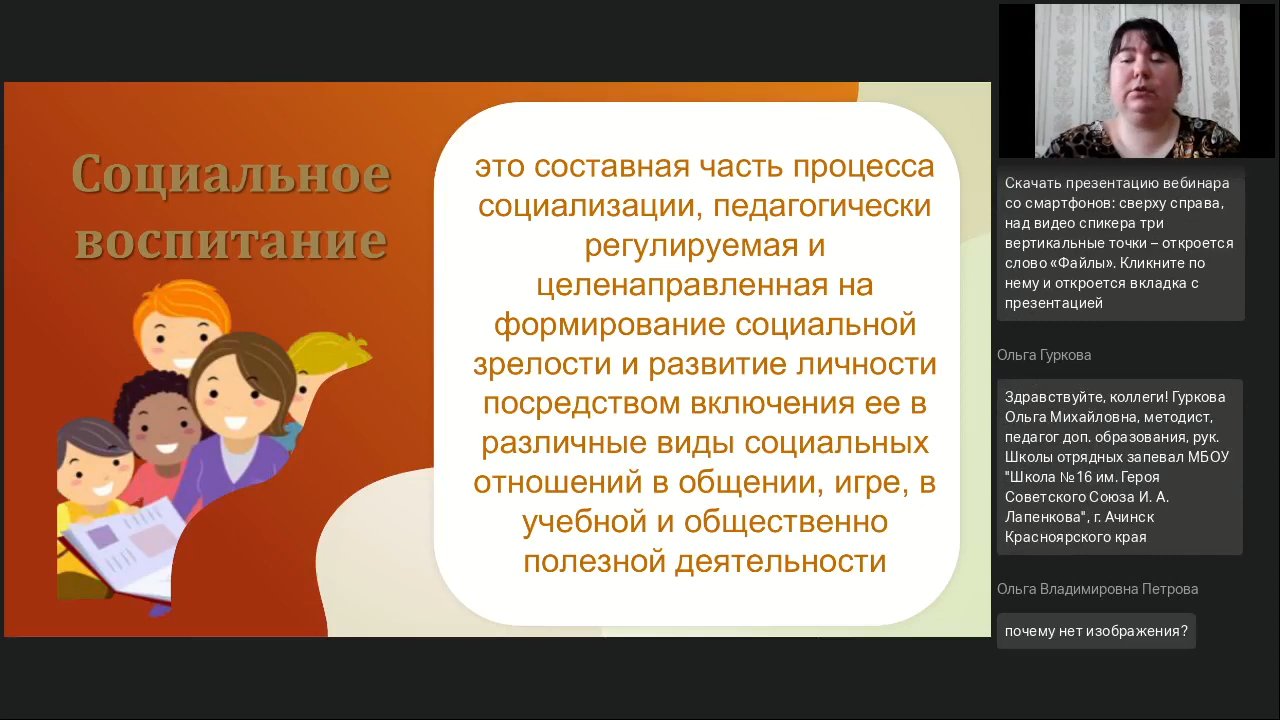 Социальное
воспитание
это составная часть процесса
социализации, педагогически
регулируемая и
целенаправленная на
формирование социальной
зрелости и развитие личности
посредством включения ее в
различные виды социальных
отношений в общении, игре, в
учебной и общественно
полезной деятельности
Скачать презентацию вебинара
со смартфонов: сверху справа,
над видео спикера три
вертикальные точки – откроется
слово «Файлы». Кликните по
нему и откроется вкладка с
презентацией
Ольга Гуркова
Здравствуйте, коллеги! Гуркова
Ольга Михайловна, методист,
педагог доп. образования, рук.
Школы отрядных запевал МБОУ
"Школа №16 им. Героя
Советского Союза И. А.
Лапенкова", г. Ачинск
Красноярского края
Ольга Владимировна Петрова
почему нет изображения?